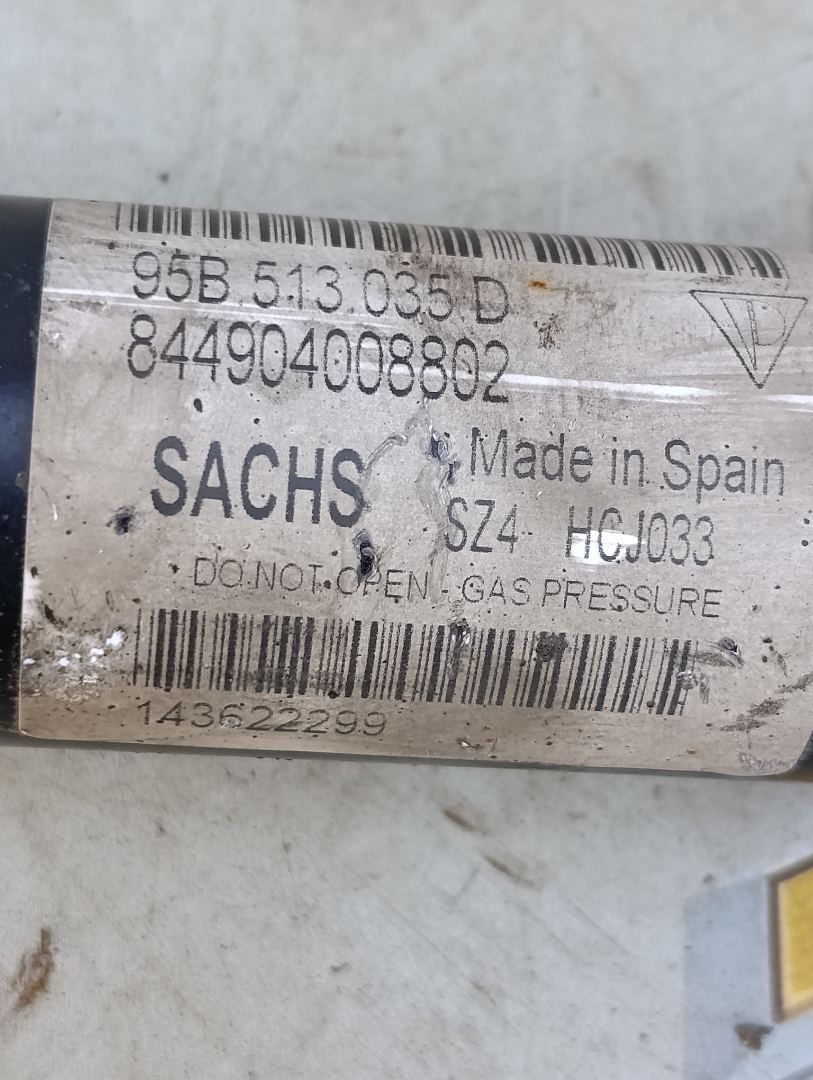 95B.513.035 D
844904008802
SACHS
Made in Spain
SZ4 HCJ033
DO NOT OPEN - GAS PRESSURE
143622299